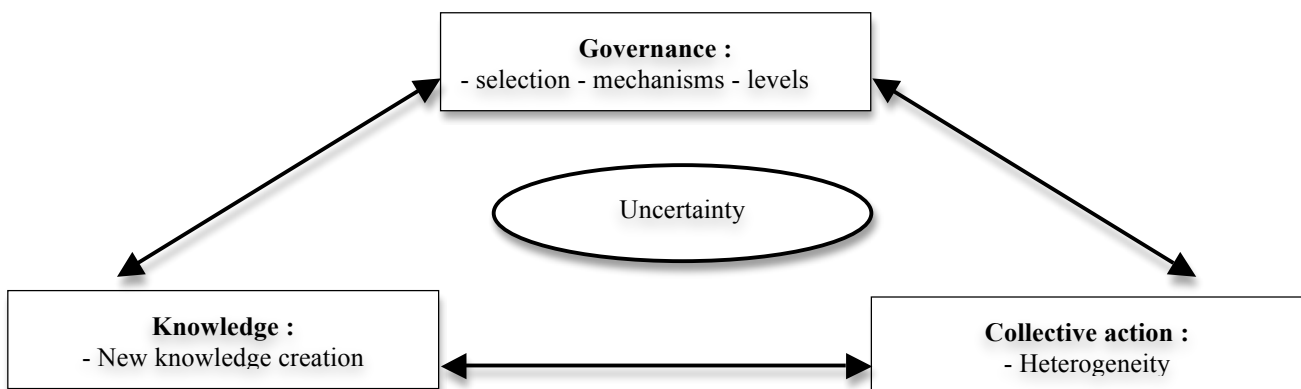 Governance :
- selection - mechanisms - levels
Uncertainty
Knowledge :
- New knowledge creation
Collective action :
- Heterogeneity